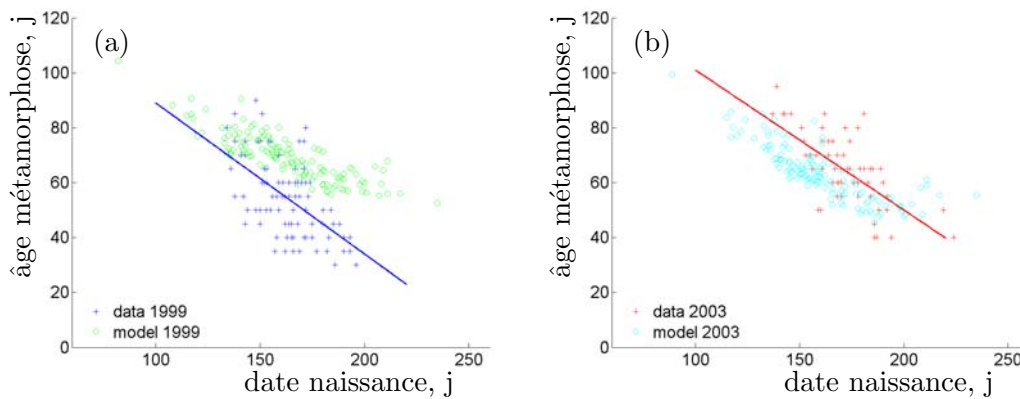 (a)
âge métamorphose, j
120
100
80
60
40
20
0
data 1999
model 1999
100 150 200 250
date naissance, j
(b)
âge métamorphose, j
120
100
80
60
40
20
0
data 2003
model 2003
100 150 200 250
date naissance, j